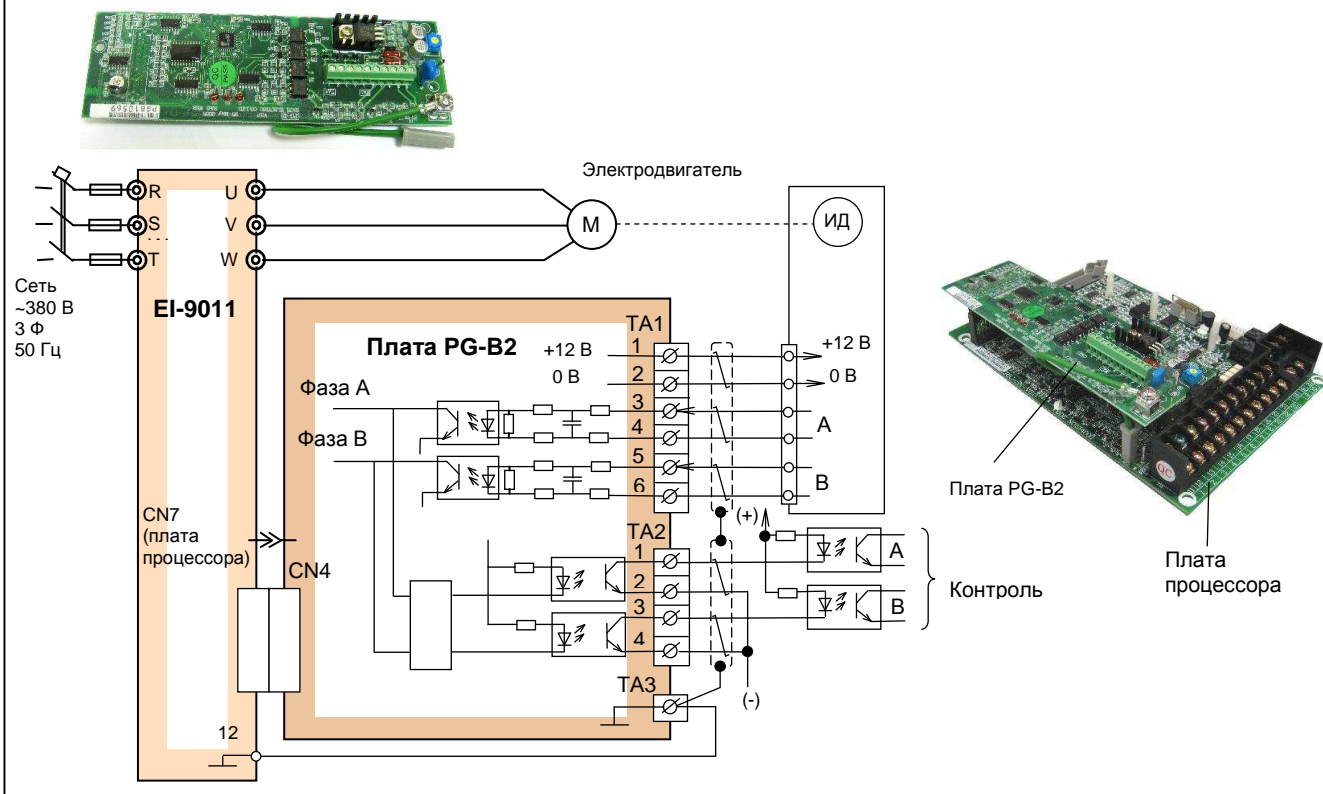 Электродвигатель
R
U
S
V
T
W
М
ИД
Сеть
~380 В
3 Ф
50 Гц
EI-9011
Плата PG-B2
TA1
1
+12 В
+12 В
2
0 В
0 В
Фаза А
3
А
4
Фаза В
5
В
6
CN7
(плата
процессора)
CN4
TA2
(+)
1
A
2
3
B
4
Контроль
TA3
(-)
12
QC
Плата PG-B2
Плата
процессора